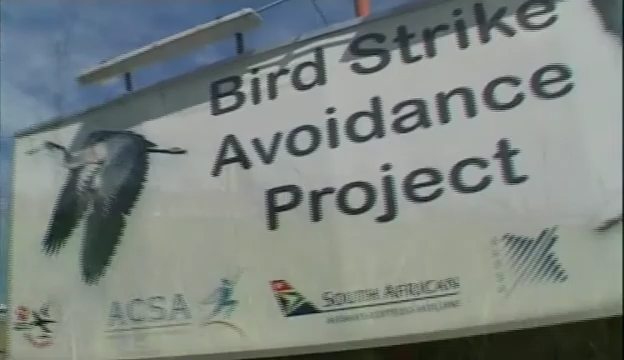 Bird Strike
Avoidance
Project
ACSA
SOUTH AFRICAN